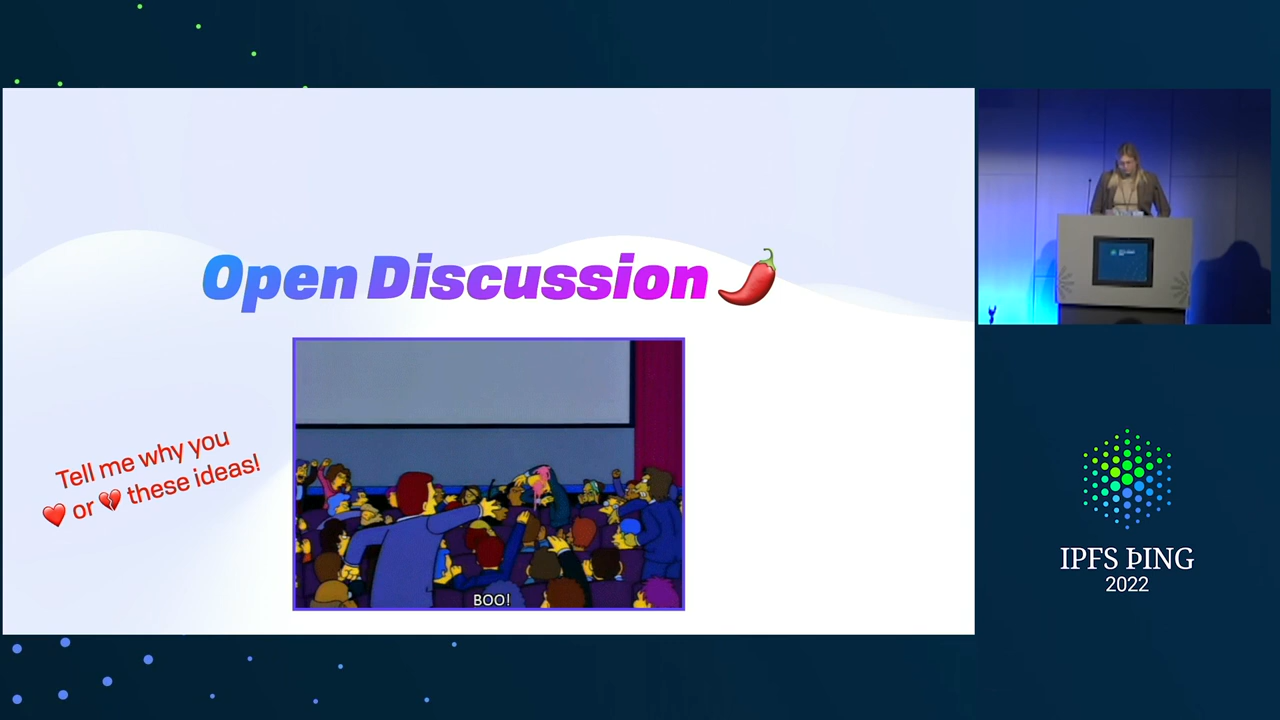 Open Discussion 🌶️
Tell me why you
❤️ or 💔 these ideas!
BOO!
IPFS ÞING
2022